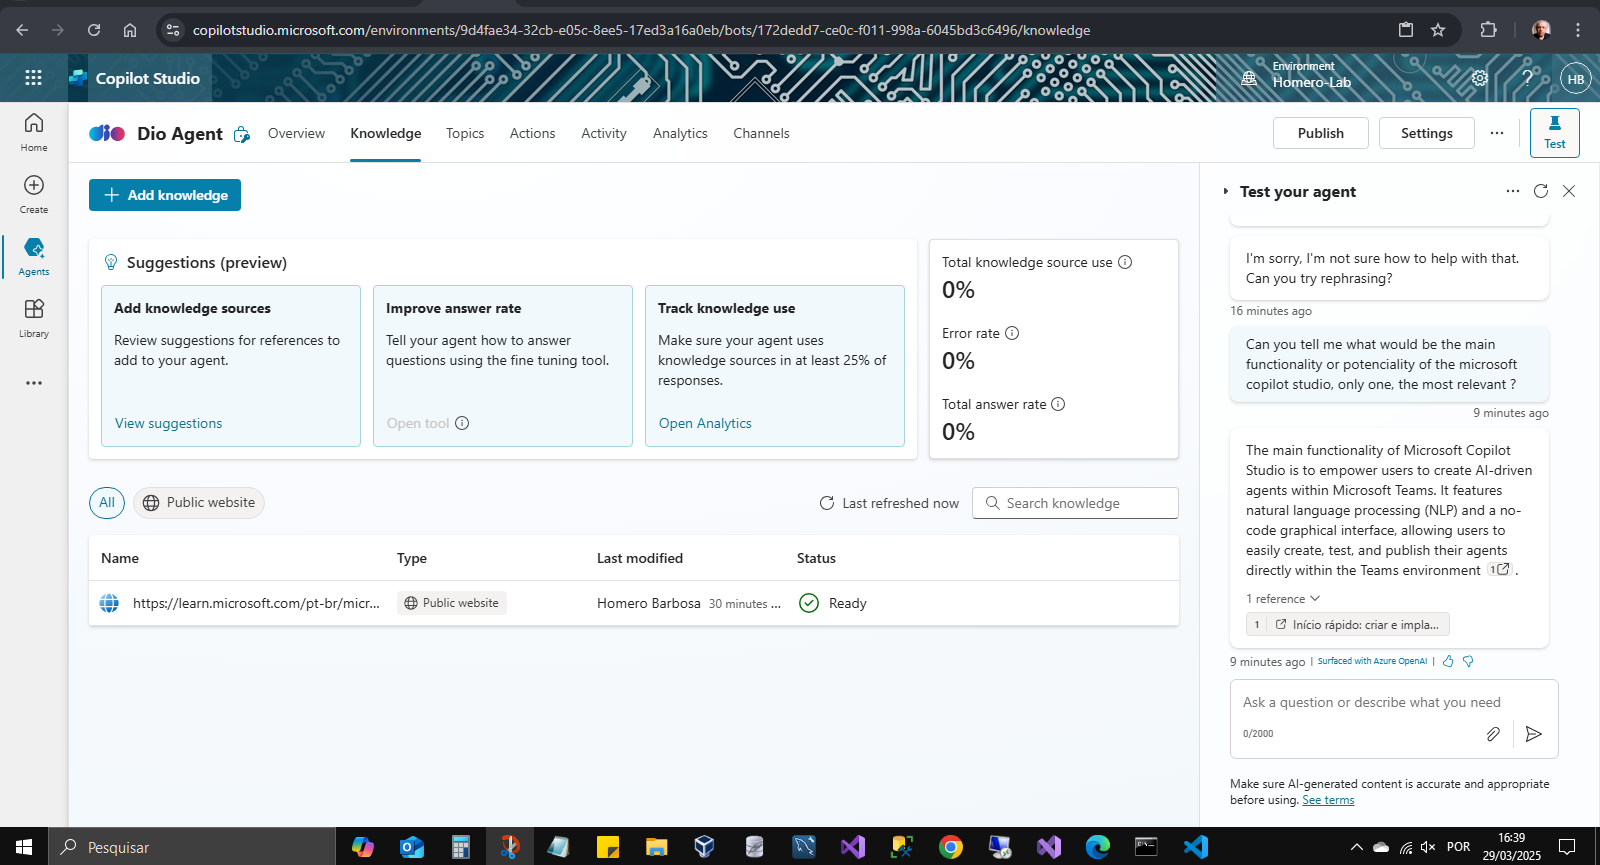 copilotstudio.microsoft.com/environments/9d4fae34-32cb-e05c-8ee5-17ed3a16a0eb/bots/172dedd7-ce0c-f011-998a-6045bd3c6496/knowledge
Copilot Studio
Environment
Homero-Lab
HB
Home
Create
Agents
Library
dio Dio Agent Overview Knowledge Topics Actions Activity Analytics Channels
Publish Settings Test
Add knowledge
Suggestions (preview)
Add knowledge sources
Review suggestions for references to
add to your agent.
View suggestions
Improve answer rate
Tell your agent how to answer
questions using the fine tuning tool.
Open tool
Track knowledge use
Make sure your agent uses
knowledge sources in at least 25% of
responses.
Open Analytics
Total knowledge source use
0%
Error rate
0%
Total answer rate
0%
All Public website
Last refreshed now Search knowledge
Name Type Last modified Status
https://learn.microsoft.com/pt-br/micr... Public website Homero Barbosa 30 minutes ... Ready
Test your agent
I'm sorry, I'm not sure how to help with that.
Can you try rephrasing?
16 minutes ago
Can you tell me what would be the main
functionality or potenciality of the microsoft
copilot studio, only one, the most relevant ?
9 minutes ago
The main functionality of Microsoft Copilot
Studio is to empower users to create AI-driven
agents within Microsoft Teams. It features
natural language processing (NLP) and a no-
code graphical interface, allowing users to
easily create, test, and publish their agents
directly within the Teams environment 1 .
1 reference
1 Início rápido: criar e impla...
9 minutes ago | Surfaced with Azure OpenAI |
Ask a question or describe what you need
0/2000
Make sure AI-generated content is accurate and appropriate
before using. See terms
Pesquisar
POR
16:39
29/03/2025